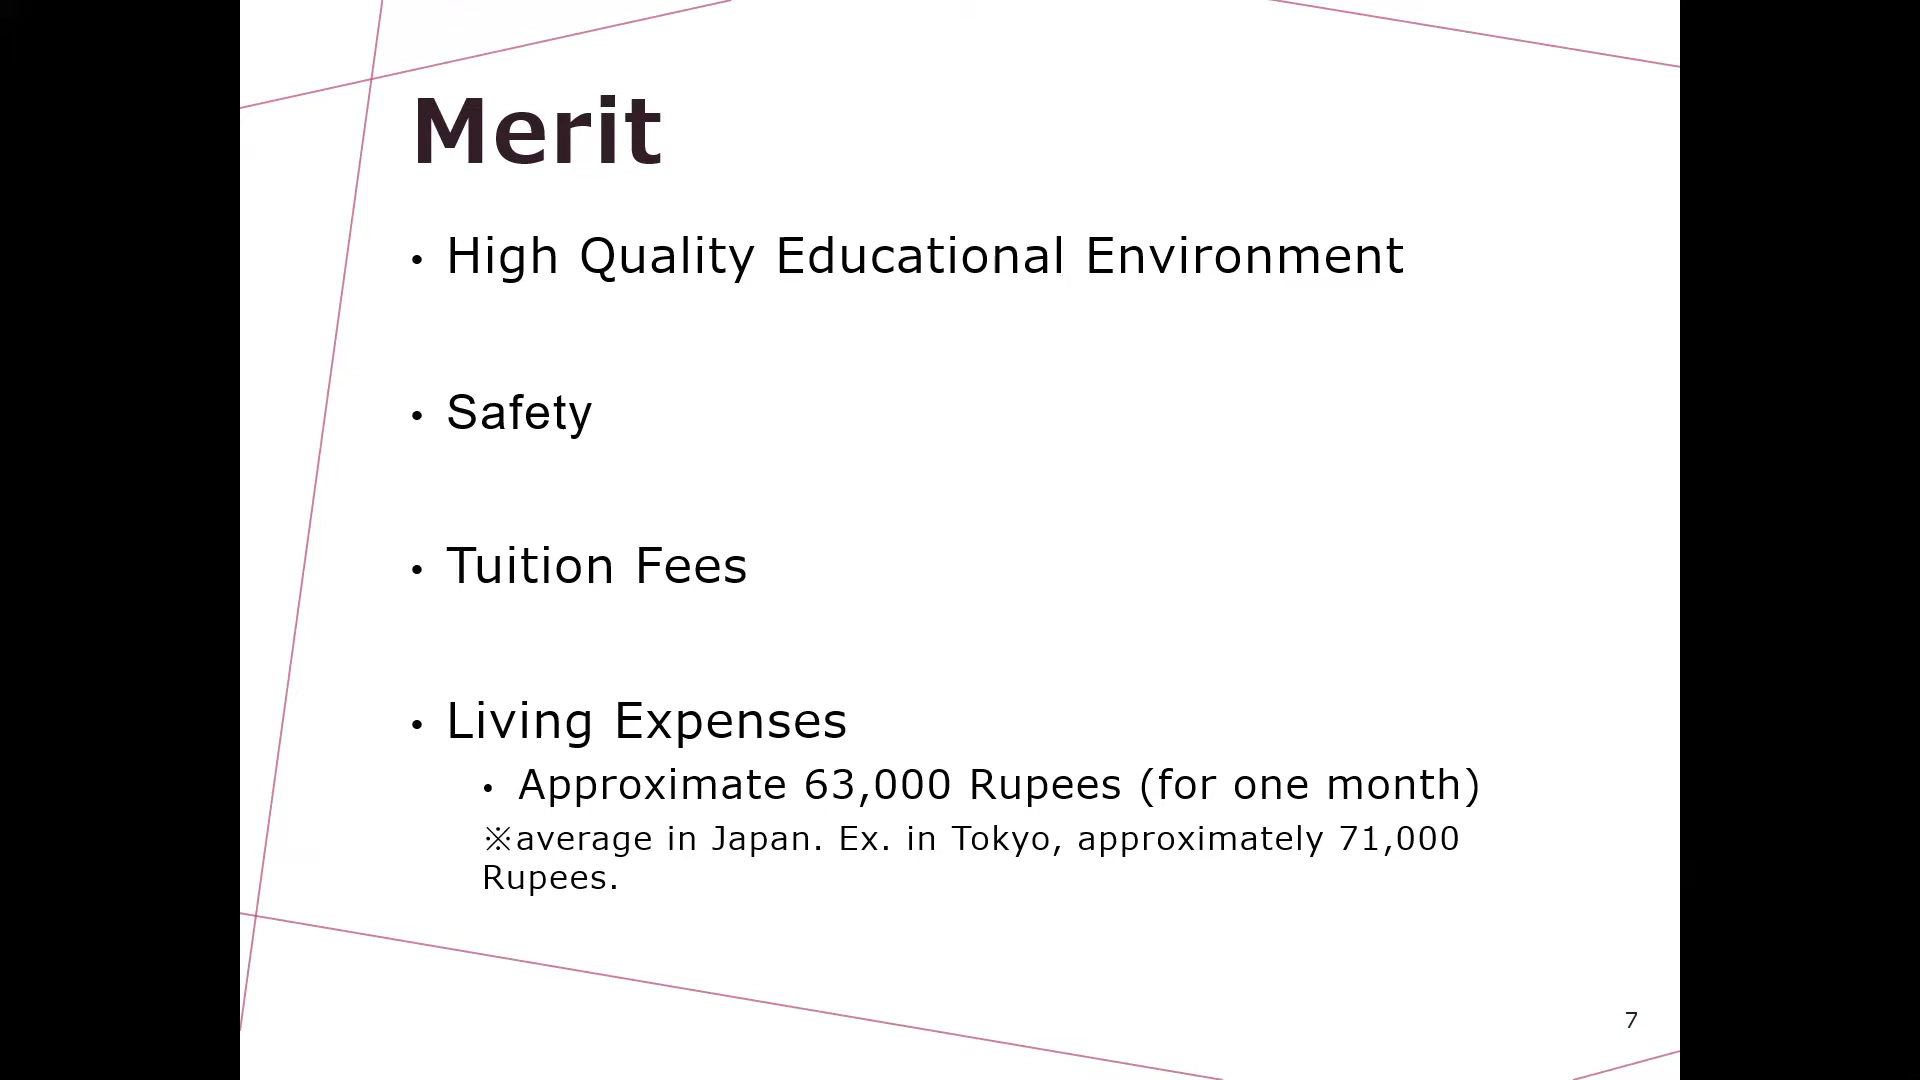 Merit
• High Quality Educational Environment
• Safety
• Tuition Fees
• Living Expenses
• Approximate 63,000 Rupees (for one month)
※average in Japan. Ex. in Tokyo, approximately 71,000
Rupees.
7